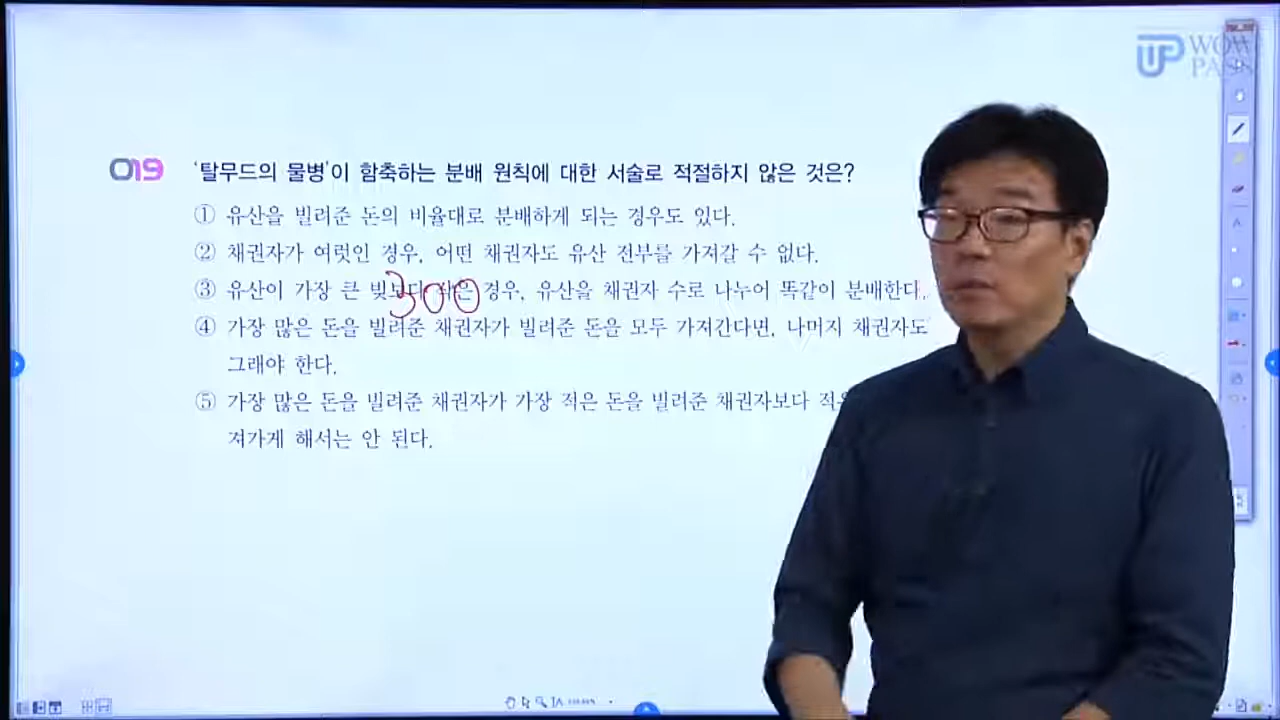 UP WOW PASS
019 '탈무드의 물병'이 함축하는 분배 원칙에 대한 서술로 적절하지 않은 것은?
① 유산을 빌려준 돈의 비율대로 분배하게 되는 경우도 있다.
② 채권자가 여럿인 경우, 어떤 채권자도 유산 전부를 가져갈 수 없다.
③ 유산이 가장 큰 빚보다 작은 경우, 유산을 채권자 수로 나누어 똑같이 분배한다.
300
④ 가장 많은 돈을 빌려준 채권자가 빌려준 돈을 모두 가져간다면, 나머지 채권자도
그래야 한다.
⑤ 가장 많은 돈을 빌려준 채권자가 가장 적은 돈을 빌려준 채권자보다
져가게 해서는 안 된다.